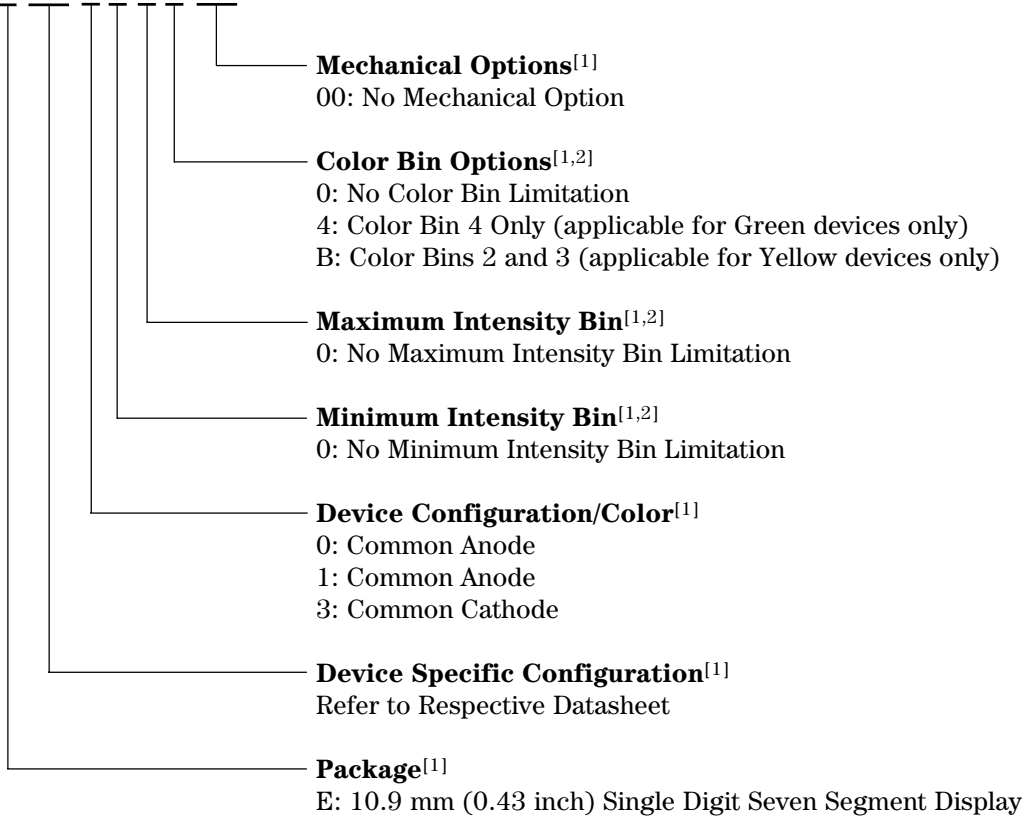 Mechanical Options[1]
00: No Mechanical Option
Color Bin Options[1,2]
0: No Color Bin Limitation
4: Color Bin 4 Only (applicable for Green devices only)
B: Color Bins 2 and 3 (applicable for Yellow devices only)
Maximum Intensity Bin[1,2]
0: No Maximum Intensity Bin Limitation
Minimum Intensity Bin[1,2]
0: No Minimum Intensity Bin Limitation
Device Configuration/Color[1]
0: Common Anode
1: Common Anode
3: Common Cathode
Device Specific Configuration[1]
Refer to Respective Datasheet
Package[1]
E: 10.9 mm (0.43 inch) Single Digit Seven Segment Display